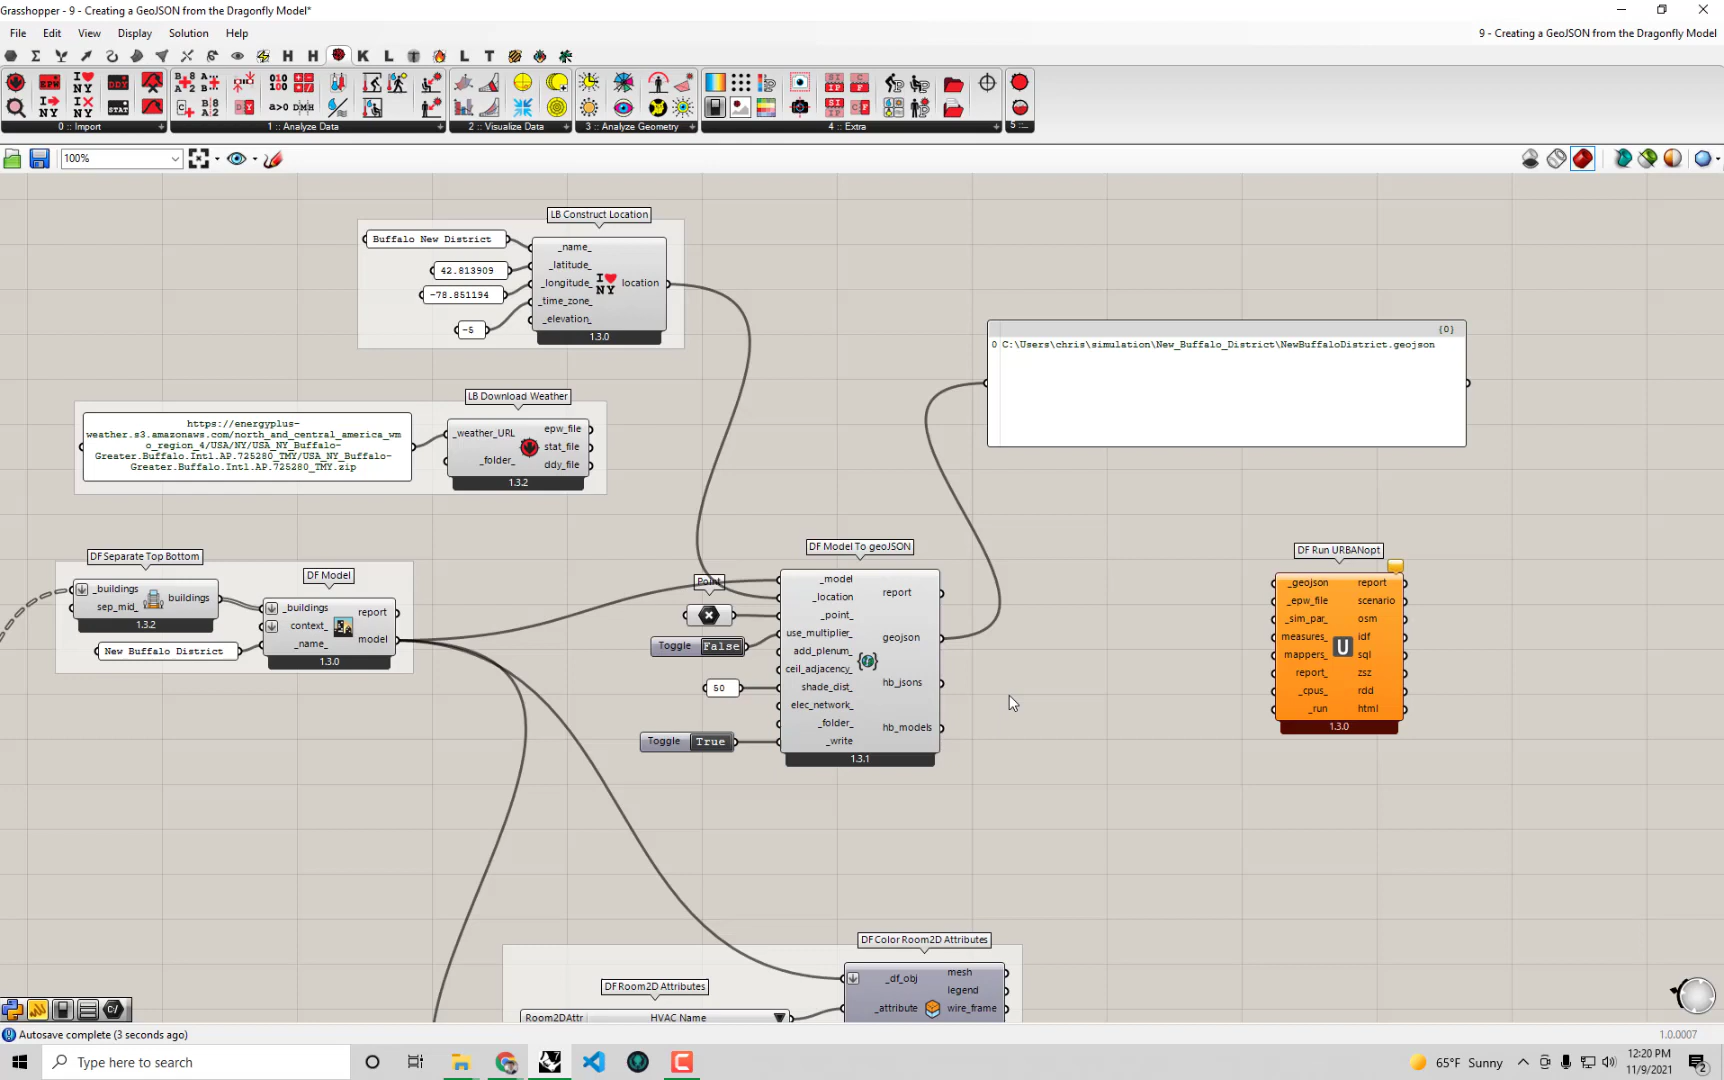 Grasshopper - 9 - Creating a GeoJSON from the Dragonfly Model*
File Edit View Display Solution Help
9 - Creating a GeoJSON from the Dragonfly Model*
0 :: Import
1 :: Analyze Data
2 :: Visualize Data
3 :: Analyze Geometry
4 :: Extra
5 ::...
100%
LB Construct Location
Buffalo New District
42.813909
-78.851194
-5
_name_
_latitude_
_longitude_
_time_zone_
_elevation_
location
1.3.0
LB Download Weather
https://energyplus-
weather.s3.amazonaws.com/north_and_central_america_wm
o_region_4/USA/NY/USA_NY_Buffalo-
Greater.Buffalo.Intl.AP.725280_TMY/USA_NY_Buffalo-
Greater.Buffalo.Intl.AP.725280_TMY.zip
_weather_URL
_folder_
epw_file
stat_file
ddy_file
1.3.2
{0}
0 C:\Users\chris\simulation\New_Buffalo_District\NewBuffaloDistrict.geojson
DF Separate Top Bottom
_buildings
sep_mid_
buildings
1.3.2
New Buffalo District
DF Model
_buildings
context_
_name_
report
model
1.3.0
Point
Toggle False
50
Toggle True
DF Model To geoJSON
_model
_location
_point_
use_multiplier_
add_plenum_
ceil_adjacency_
shade_dist_
elec_network_
_folder_
_write
report
geojson
hb_jsons
hb_models
1.3.1
DF Run URBANopt
_geojson
_epw_file
_sim_par_
measures_
mappers_
report_
_cpus_
_run
U
report
scenario
osm
idf
sql
zsz
rdd
html
1.3.0
DF Room2D Attributes
Room2DAttr
HVAC Name
DF Color Room2D Attributes
_df_obj
_attribute
mesh
legend
wire_frame
Autosave complete (3 seconds ago)
1.0.0007
Type here to search
65°F Sunny
12:20 PM
11/9/2021
2